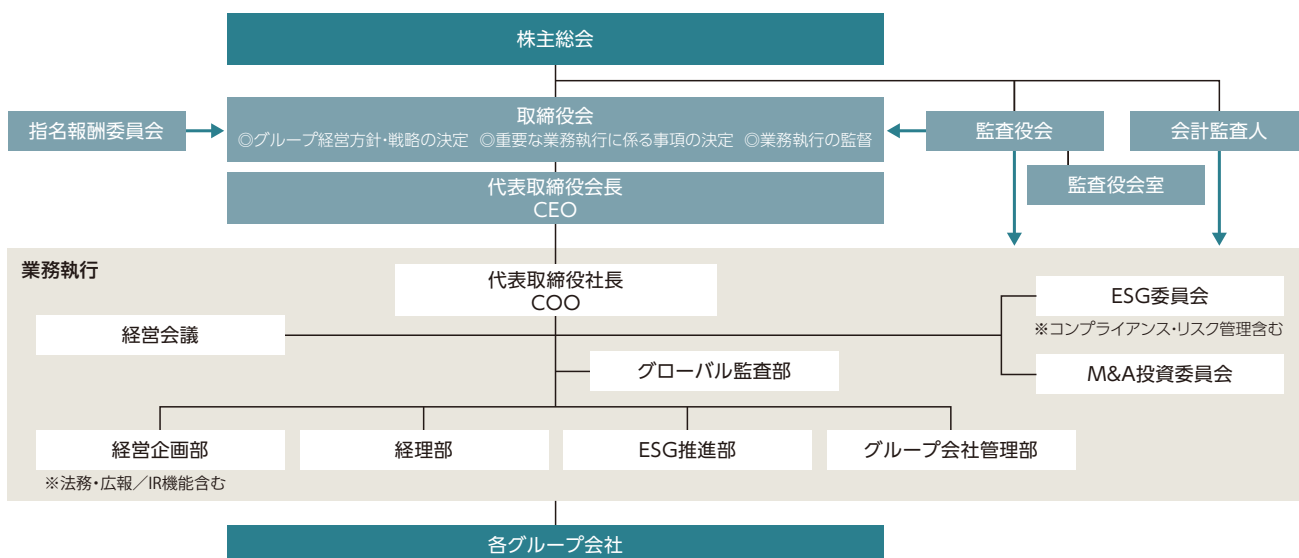 株主総会
取締役会
◎グループ経営方針・戦略の決定 ◎重要な業務執行に係る事項の決定 ◎業務執行の監督
指名報酬委員会
監査役会
会計監査人
監査役会室
代表取締役会長
CEO
業務執行
代表取締役社長
COO
ESG委員会
※コンプライアンス・リスク管理含む
経営会議
グローバル監査部
M&A投資委員会
経営企画部
経理部
ESG推進部
グループ会社管理部
※法務・広報/IR機能含む
各グループ会社